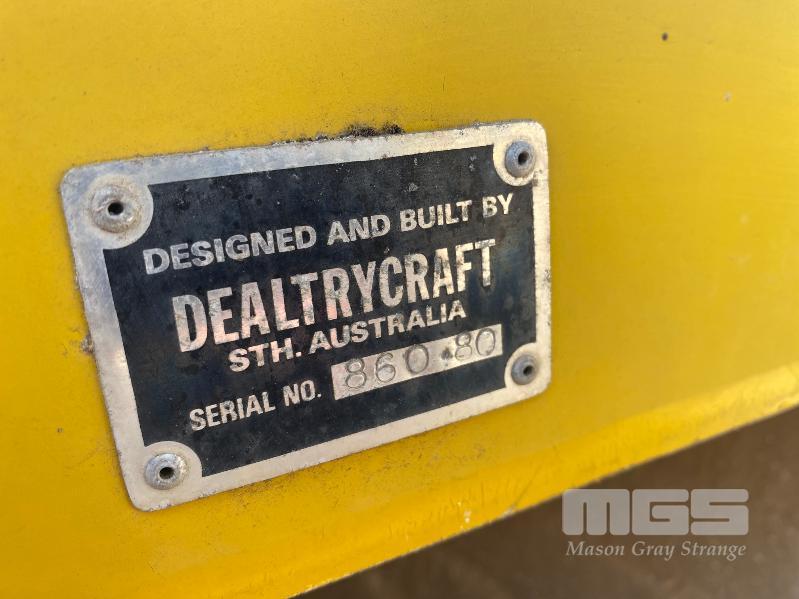 DESIGNED AND BUILT BY
DEALTRYCRAFT
STH. AUSTRALIA
SERIAL NO. 860 80
MGS
Mason Gray Strange